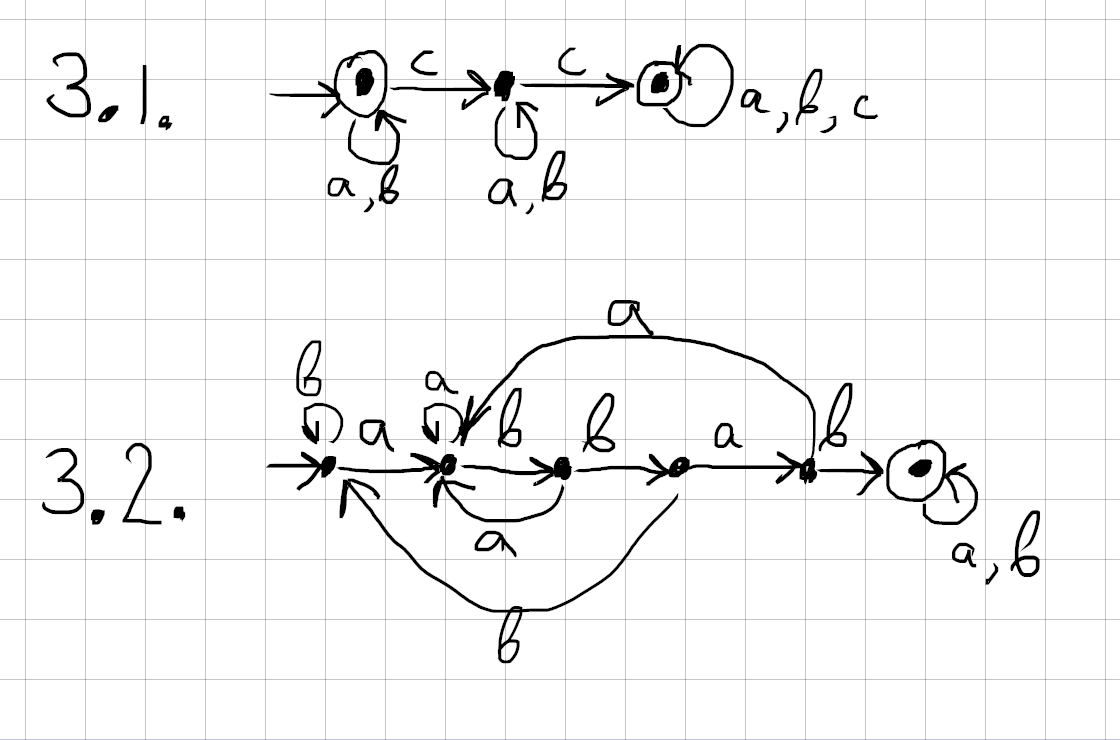 3.1.
c c
a, b, c
a, b a, b
a
b a
a b b a b
3.2.
a
a, b
b